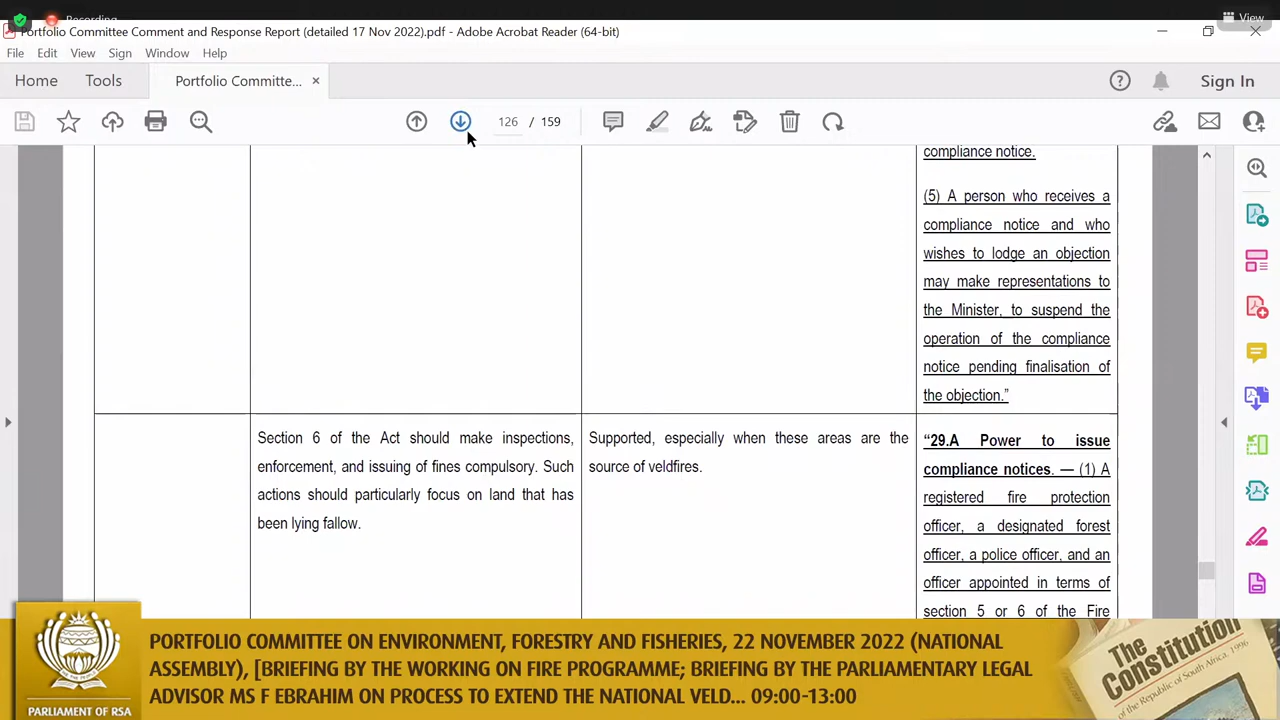 Recording
View
Portfolio Committee Comment and Response Report (detailed 17 Nov 2022).pdf - Adobe Acrobat Reader (64-bit)
File Edit View Sign Window Help
Home Tools Portfolio Committe... × Sign In
126 / 159
compliance notice.
(5) A person who receives a
compliance notice and who
wishes to lodge an objection
may make representations to
the Minister, to suspend the
operation of the compliance
notice pending finalisation of
the objection.”
Section 6 of the Act should make inspections,
enforcement, and issuing of fines compulsory. Such
actions should particularly focus on land that has
been lying fallow.
Supported, especially when these areas are the
source of veldfires.
“29.A Power to issue
compliance notices. — (1) A
registered fire protection
officer, a designated forest
officer, a police officer, and an
officer appointed in terms of
section 5 or 6 of the Fire
PORTFOLIO COMMITTEE ON ENVIRONMENT, FORESTRY AND FISHERIES, 22 NOVEMBER 2022 (NATIONAL
ASSEMBLY), [BRIEFING BY THE WORKING ON FIRE PROGRAMME; BRIEFING BY THE PARLIAMENTARY LEGAL
ADVISOR MS F EBRAHIM ON PROCESS TO EXTEND THE NATIONAL VELD... 09:00-13:00
PARLIAMENT OF RSA
The
Constitution
of the Republic of South Africa, 1996